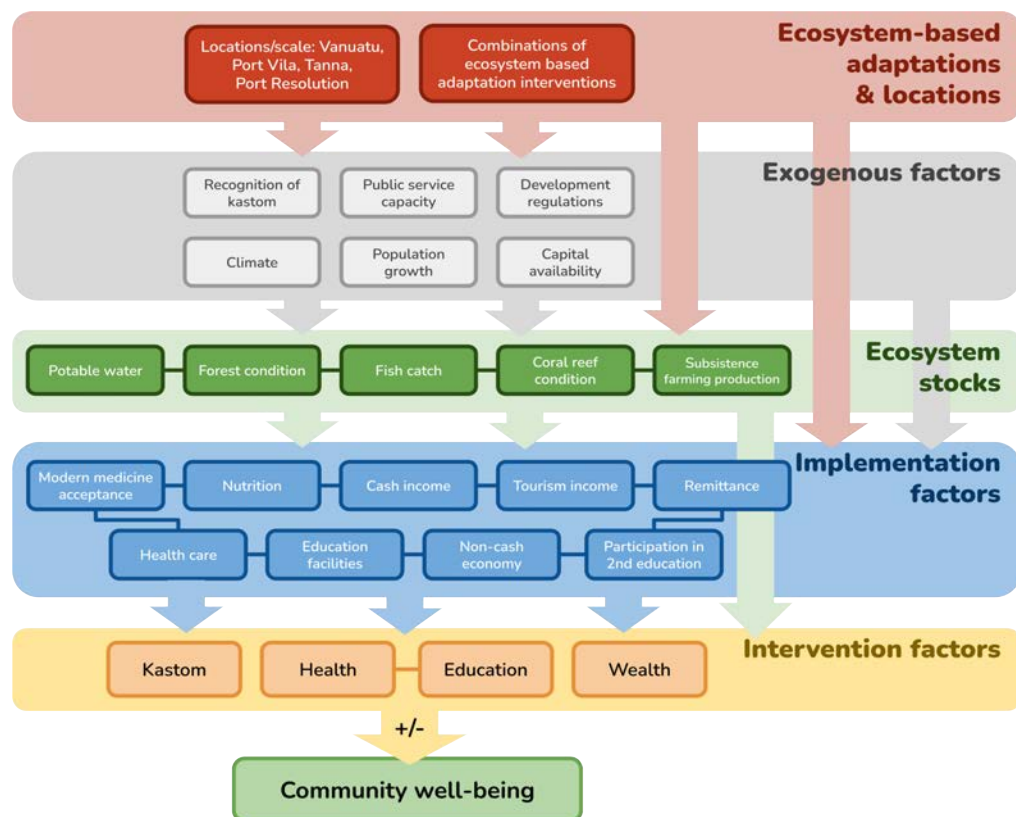 Ecosystem-based
adaptations
& locations
Locations/scale: Vanuatu,
Port Vila, Tanna,
Port Resolution
Combinations of
ecosystem based
adaptation interventions
Exogenous factors
Recognition of
kastom
Public service
capacity
Development
regulations
Climate
Population
growth
Capital
availability
Ecosystem
stocks
Potable water
Forest condition
Fish catch
Coral reef
condition
Subsistence
farming production
Implementation
factors
Modern medicine
acceptance
Nutrition
Cash income
Tourism income
Remittance
Health care
Education
facilities
Non-cash
economy
Participation in
2nd education
Intervention factors
Kastom
Health
Education
Wealth
+/-
Community well-being